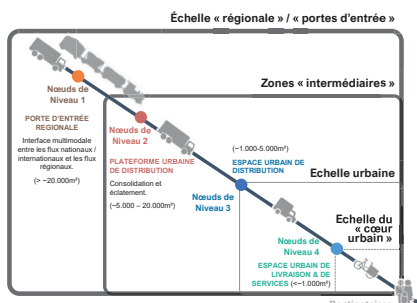 Échelle « régionale » / « portes d'entrée »
Zones « intermédiaires »
Nœuds de
Niveau 1
PORTE D'ENTRÉE
REGIONALE
Interface multimodale
entre les flux nationaux /
internationaux et les flux
régionaux.
(> ~20.000m²)
Nœuds de
Niveau 2
PLATEFORME URBAINE
DE DISTRIBUTION
Consolidation et
éclatement.
(~5.000 – 20.000m²)
(~1.000-5.000m²)
ESPACE URBAIN DE
DISTRIBUTION
Echelle urbaine
Nœuds de
Niveau 3
Echelle du
« cœur
urbain »
Nœuds de
Niveau 4
ESPACE URBAIN DE
LIVRAISON & DE
SERVICES (<~1.000m²)